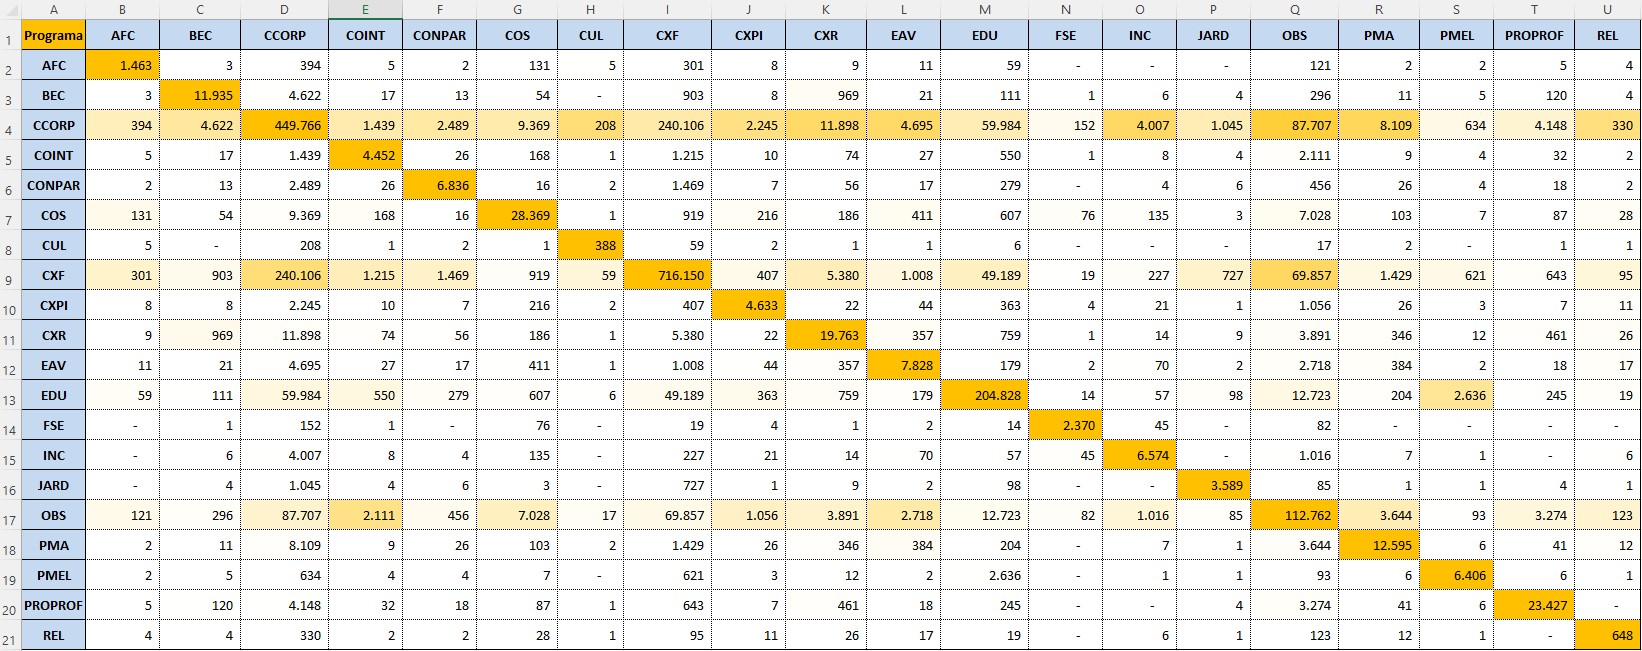 A B C D E F G H I J K L M N O P Q R S T U
1 Programa AFC BEC CCORP COINT CONPAR COS CUL CXF CXPI CXR EAV EDU FSE INC JARD OBS PMA PMEL PROPROF REL
2 AFC 1.463 3 394 5 2 131 5 301 8 9 11 59 - - - 121 2 2 5 4
3 BEC 3 11.935 4.622 17 13 54 - 903 8 969 21 111 1 6 4 296 11 5 120 4
4 CCORP 394 4.622 449.766 1.439 2.489 9.369 208 240.106 2.245 11.898 4.695 59.984 152 4.007 1.045 87.707 8.109 634 4.148 330
5 COINT 5 17 1.439 4.452 26 168 1 1.215 10 74 27 550 1 8 4 2.111 9 4 32 2
6 CONPAR 2 13 2.489 26 6.836 16 2 1.469 7 56 17 279 - 4 6 456 26 4 18 2
7 COS 131 54 9.369 168 16 28.369 1 919 216 186 411 607 76 135 3 7.028 103 7 87 28
8 CUL 5 - 208 1 2 1 388 59 2 1 1 6 - - - 17 2 - 1 1
9 CXF 301 903 240.106 1.215 1.469 919 59 716.150 407 5.380 1.008 49.189 19 227 727 69.857 1.429 621 643 95
10 CXPI 8 8 2.245 10 7 216 2 407 4.633 22 44 363 4 21 1 1.056 26 3 7 11
11 CXR 9 969 11.898 74 56 186 1 5.380 22 19.763 357 759 1 14 9 3.891 346 12 461 26
12 EAV 11 21 4.695 27 17 411 1 1.008 44 357 7.828 179 2 70 2 2.718 384 2 18 17
13 EDU 59 111 59.984 550 279 607 6 49.189 363 759 179 204.828 14 57 98 12.723 204 2.636 245 19
14 FSE - 1 152 1 - 76 - 19 4 1 2 14 2.370 45 - 82 - - - -
15 INC - 6 4.007 8 4 135 - 227 21 14 70 57 45 6.574 - 1.016 7 1 - 6
16 JARD - 4 1.045 4 6 3 - 727 1 9 2 98 - - 3.589 85 1 1 4 1
17 OBS 121 296 87.707 2.111 456 7.028 17 69.857 1.056 3.891 2.718 12.723 82 1.016 85 112.762 3.644 93 3.274 123
18 PMA 2 11 8.109 9 26 103 2 1.429 26 346 384 204 - 7 1 3.644 12.595 6 41 12
19 PMEL 2 5 634 4 4 7 - 621 3 12 2 2.636 - 1 1 93 6 6.406 6 1
20 PROPROF 5 120 4.148 32 18 87 1 643 7 461 18 245 - - 4 3.274 41 6 23.427 -
21 REL 4 4 330 2 2 28 1 95 11 26 17 19 - 6 1 123 12 1 - 648